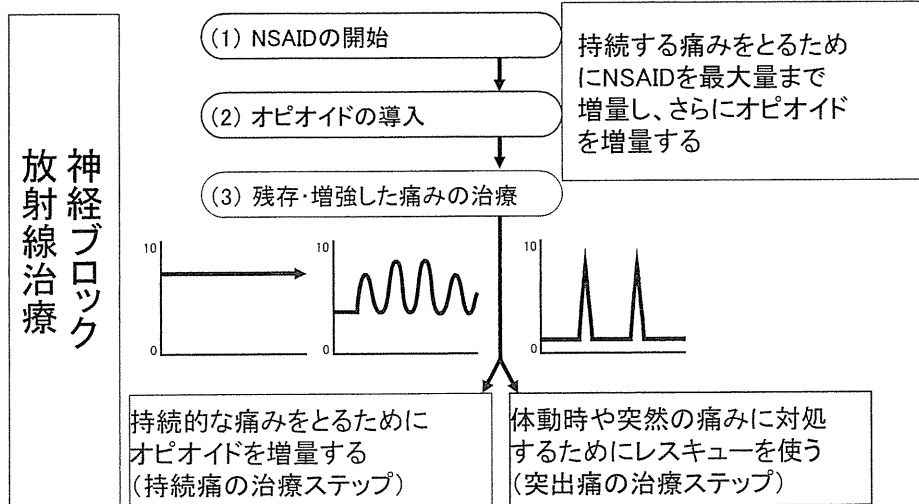 神経ブロック
放射線治療
(1) NSAIDの開始
(2) オピオイドの導入
(3) 残存・増強した痛みの治療
持続する痛みをとるため
にNSAIDを最大量まで
増量し、さらにオピオイド
を増量する
10
0
10
0
10
0
持続的な痛みをとるために
オピオイドを増量する
(持続痛の治療ステップ)
体動時や突然の痛みに対処
するためにレスキューを使う
(突出痛の治療ステップ)